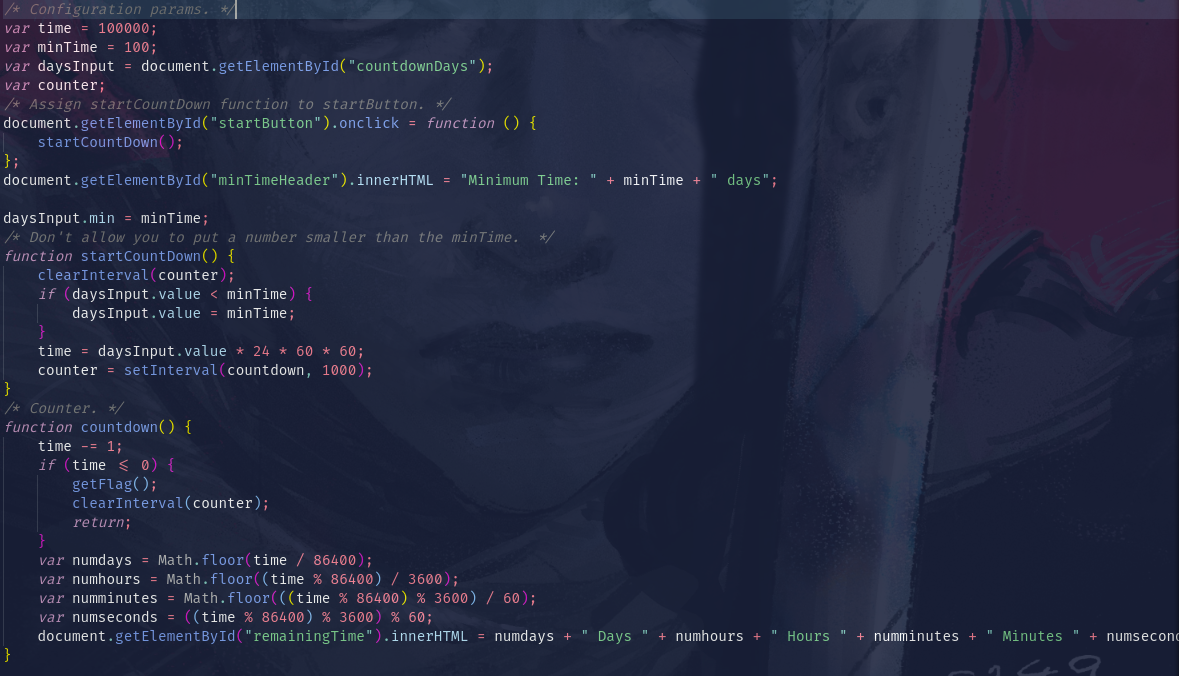 /* Configuration params. */
var time = 100000;
var minTime = 100;
var daysInput = document.getElementById("countdownDays");
var counter;
/* Assign startCountDown function to startButton. */
document.getElementById("startButton").onclick = function () {
    startCountDown();
};
document.getElementById("minTimeHeader").innerHTML = "Minimum Time: " + minTime + " days";

daysInput.min = minTime;
/* Don't allow you to put a number smaller than the minTime.  */
function startCountDown() {
    clearInterval(counter);
    if (daysInput.value < minTime) {
        daysInput.value = minTime;
    }
    time = daysInput.value * 24 * 60 * 60;
    counter = setInterval(countdown, 1000);
}
/* Counter. */
function countdown() {
    time -= 1;
    if (time <= 0) {
        getFlag();
        clearInterval(counter);
        return;
    }
    var numdays = Math.floor(time / 86400);
    var numhours = Math.floor((time % 86400) / 3600);
    var numminutes = Math.floor(((time % 86400) % 3600) / 60);
    var numseconds = ((time % 86400) % 3600) % 60;
    document.getElementById("remainingTime").innerHTML = numdays + " Days " + numhours + " Hours " + numminutes + " Minutes " +
}